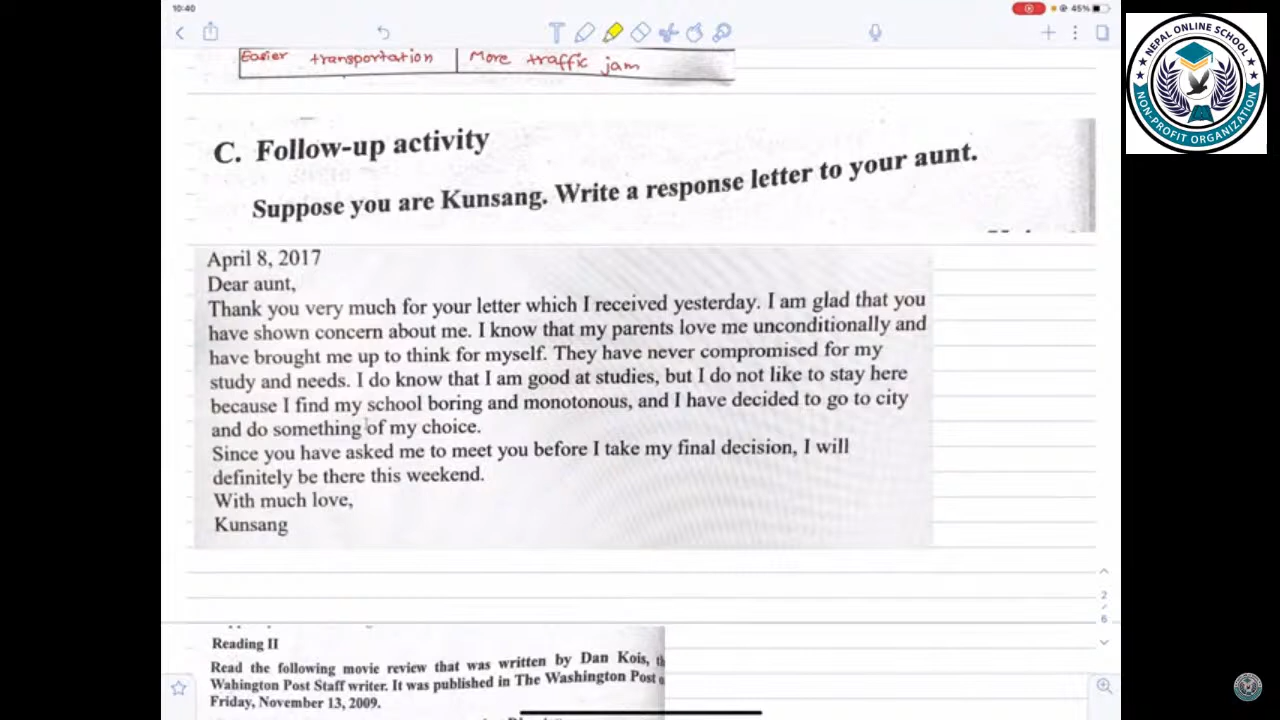 10:40
45%
NEPAL ONLINE SCHOOL
NON-PROFIT ORGANIZATION
Easier transportation More traffic jam
C. Follow-up activity
Suppose you are Kunsang. Write a response letter to your aunt.
April 8, 2017
Dear aunt,
Thank you very much for your letter which I received yesterday. I am glad that you
have shown concern about me. I know that my parents love me unconditionally and
have brought me up to think for myself. They have never compromised for my
study and needs. I do know that I am good at studies, but I do not like to stay here
because I find my school boring and monotonous, and I have decided to go to city
and do something of my choice.
Since you have asked me to meet you before I take my final decision, I will
definitely be there this weekend.
With much love,
Kunsang
2
6
Reading II
Read the following movie review that was written by Dan Kois,
Wahington Post Staff writer. It was published in The Washington Post
Friday, November 13, 2009.